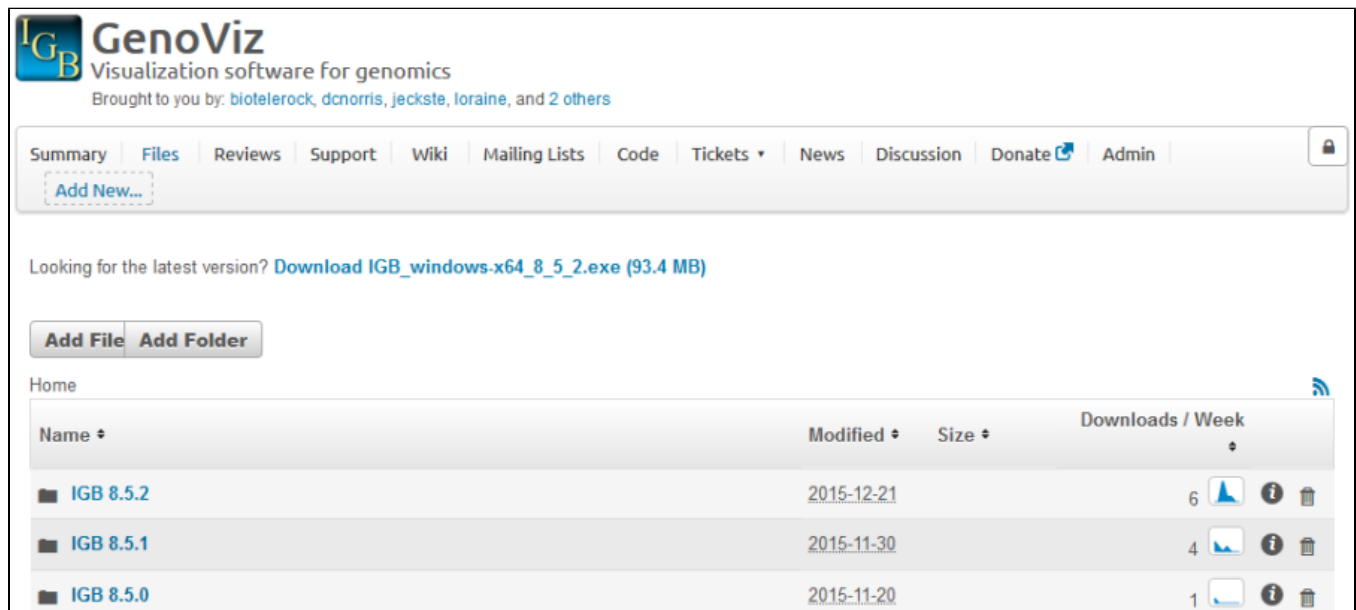 IGB GenoViz
Visualization software for genomics
Brought to you by: biotelerock, dcnorris, jeckste, loraine, and 2 others
Summary Files Reviews Support Wiki Mailing Lists Code Tickets ▾ News Discussion Donate Admin
Add New...
Looking for the latest version? Download IGB_windows-x64_8_5_2.exe (93.4 MB)
Add File Add Folder
Home
Name Modified Size Downloads / Week
IGB 8.5.2 2015-12-21 6
IGB 8.5.1 2015-11-30 4
IGB 8.5.0 2015-11-20 1